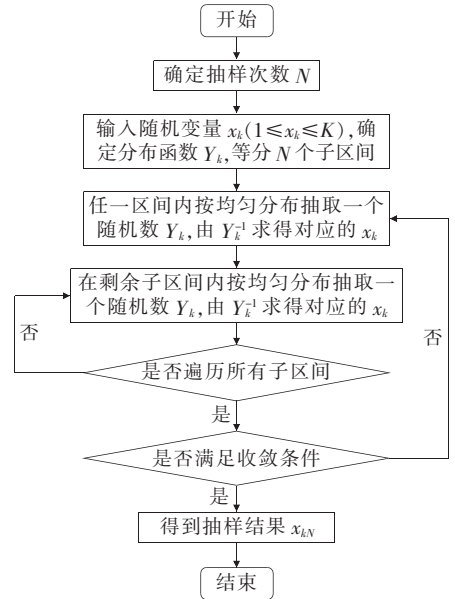 开始
确定抽样次数 N
输入随机变量 xₖ(1≤xₖ≤K),确
定分布函数 Yₖ,等分 N 个子区间
任一区间内按均匀分布抽取一个
随机数 Yₖ,由 Yₖ⁻¹ 求得对应的 xₖ
在剩余子区间内按均匀分布抽取一
个随机数 Yₖ,由 Yₖ⁻¹ 求得对应的 xₖ
否
否
是否遍历所有子区间
是
是否满足收敛条件
是
得到抽样结果 x_{kN}
结束